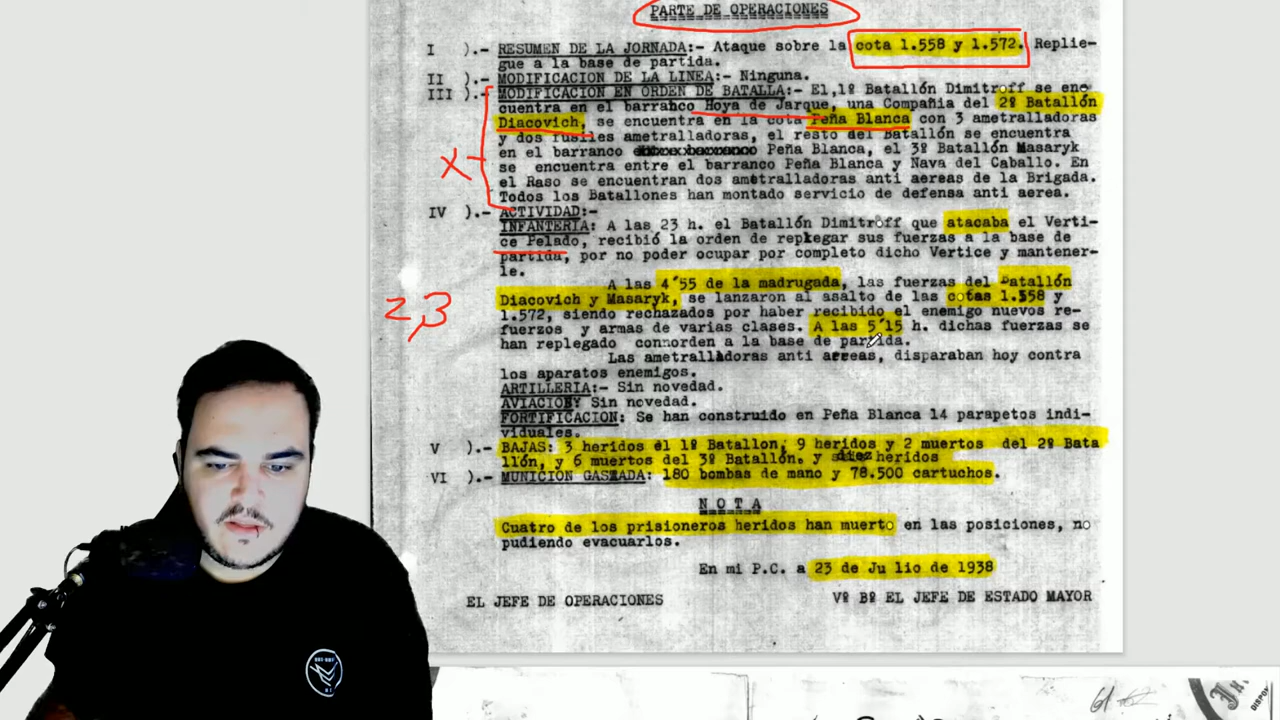 PARTE DE OPERACIONES
I ).- RESUMEN DE LA JORNADA:- Ataque sobre la cota 1.558 y 1.572. Replie-
gue a la base de partida.
II ).- MODIFICACION DE LA LINEA:- Ninguna.
III ).- MODIFICACION EN ORDEN DE BATALLA:- El,1º Batallón Dimitroff se en-
cuentra en el barranco Hoya de Jarque, una Compañia del 2º Batallón
Diacovich, se encuentra en la cota Peña Blanca con 3 ametralladoras
y dos fusiles ametralladoras, el resto del Batallón se encuentra
en el barranco Peña Blanca, el 3º Batallón Masaryk
X
se encuentra entre el barranco Peña Blanca y Nava del Caballo. En
el Raso se encuentran dos ametralladoras anti aereas de la Brigada.
Todos los Batallones han montado servicio de defensa anti aerea.
IV ).- ACTIVIDAD:-
INFANTERIA: A las 23 h. el Batallón Dimitroff que atacaba el Verti-
ce Pelado, recibió la orden de replegar sus fuerzas a la base de
partida, por no poder ocupar por completo dicho Vertice y mantener-
le.
A las 4´55 de la madrugada, las fuerzas del Batallón
Diacovich y Masaryk, se lanzaron al asalto de las cotas 1.558 y
2,3
1.572, siendo rechazados por haber recibido el enemigo nuevos re-
fuerzos y armas de varias clases. A las 5´15 h. dichas fuerzas se
han replegado connorden a la base de partida.
Las ametralladoras anti aereas, disparaban hoy contra
los aparatos enemigos.
ARTILLERIA:- Sin novedad.
AVIACION Sin novedad.
FORTIFICACION: Se han construido en Peña Blanca 14 parapetos indi-
viduales.
V ).- BAJAS: 3 heridos el 1º Batallon, 9 heridos y 2 muertos del 2º Bata
llón, y 6 muertos del 3º Batallón. y diez heridos
VI ).- MUNICIÓN GASTADA: 180 bombas de mano y 78.500 cartuchos.
N O T A
Cuatro de los prisioneros heridos han muerto en las posiciones, no
pudiendo evacuarlos.
En mi P.C. a 23 de Ju lio de 1938
EL JEFE DE OPERACIONES Vº Bº EL JEFE DE ESTADO MAYOR